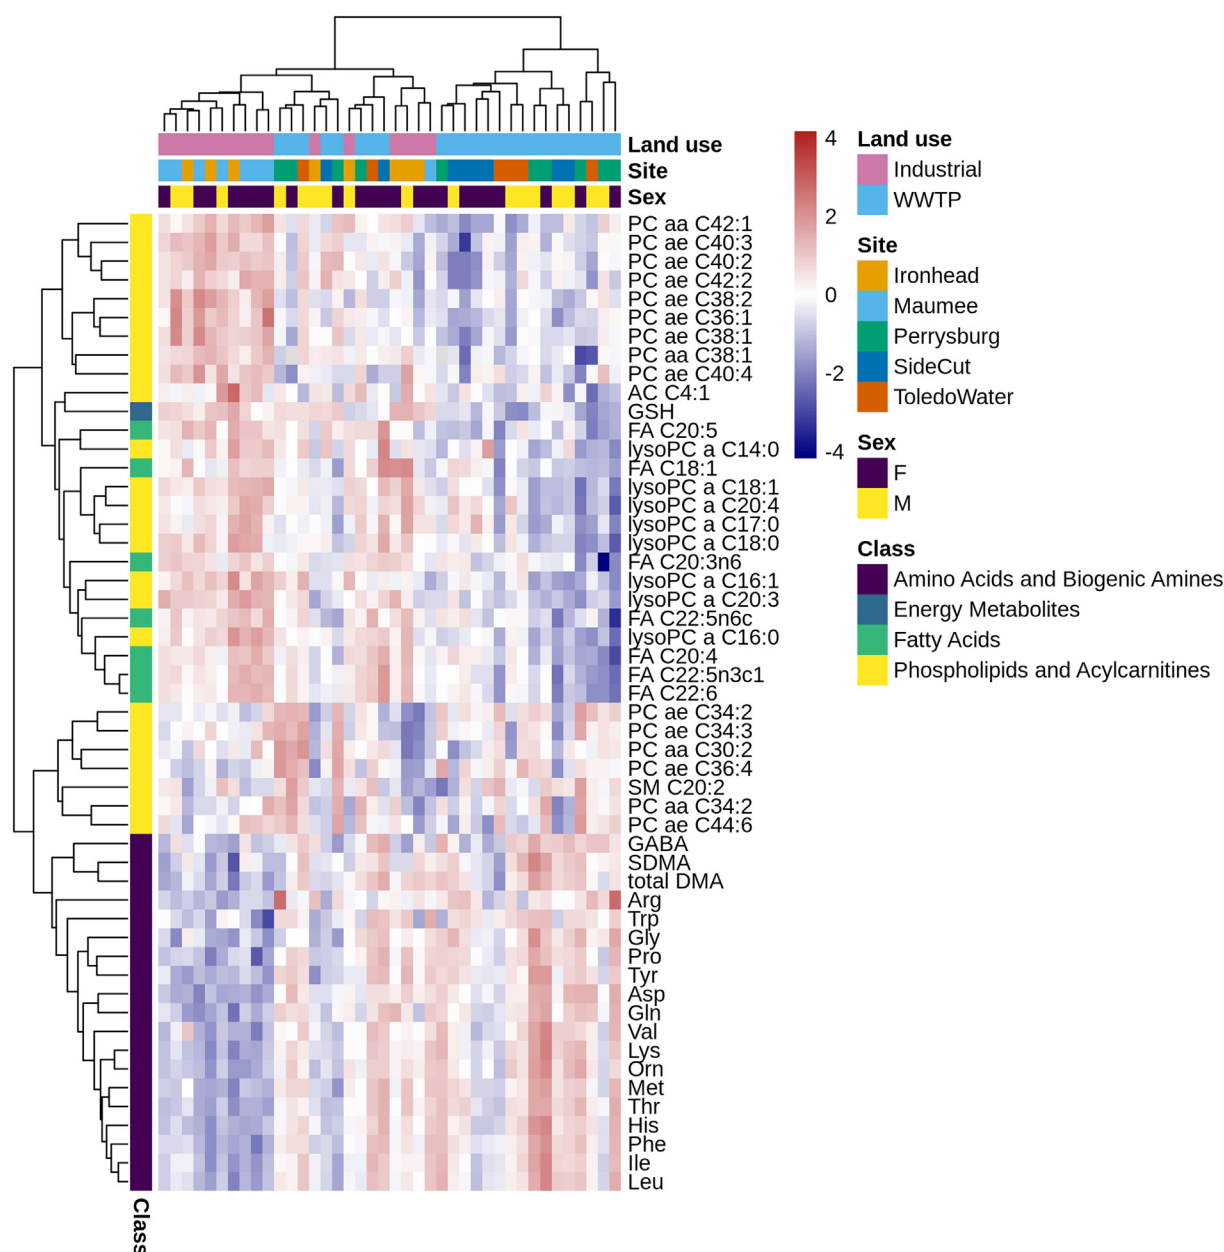 Land use
Site
Sex
PC aa C42:1
PC ae C40:3
PC ae C40:2
PC ae C42:2
PC ae C38:2
PC ae C36:1
PC ae C38:1
PC aa C38:1
PC ae C40:4
AC C4:1
GSH
FA C20:5
lysoPC a C14:0
FA C18:1
lysoPC a C18:1
lysoPC a C20:4
lysoPC a C17:0
lysoPC a C18:0
FA C20:3n6
lysoPC a C16:1
lysoPC a C20:3
FA C22:5n6c
lysoPC a C16:0
FA C20:4
FA C22:5n3c1
FA C22:6
PC ae C34:2
PC ae C34:3
PC aa C30:2
PC ae C36:4
SM C20:2
PC aa C34:2
PC ae C44:6
GABA
SDMA
total DMA
Arg
Trp
Gly
Pro
Tyr
Asp
Gln
Val
Lys
Orn
Met
Thr
His
Phe
Ile
Leu
Class
4
2
0
-2
-4
Land use
Industrial
WWTP
Site
Ironhead
Maumee
Perrysburg
SideCut
ToledoWater
Sex
F
M
Class
Amino Acids and Biogenic Amines
Energy Metabolites
Fatty Acids
Phospholipids and Acylcarnitines